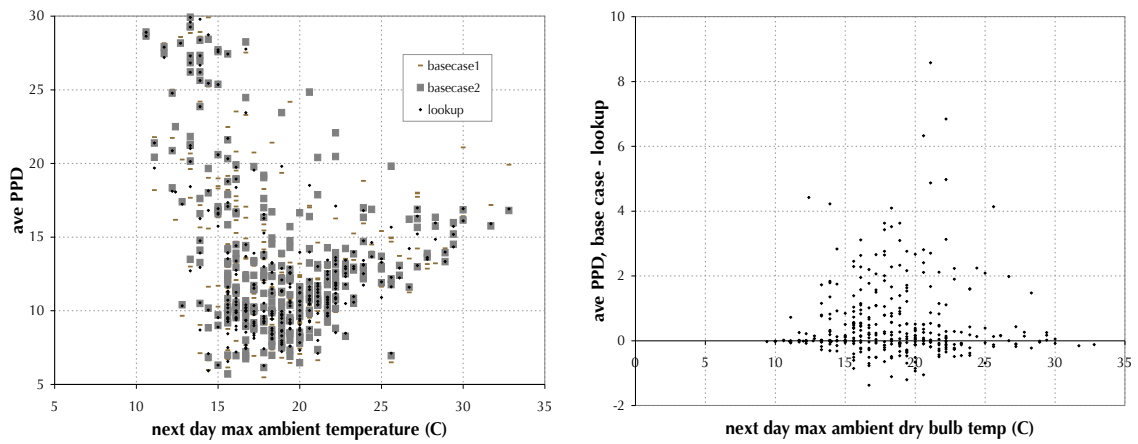 30
25
20
15
10
5
5 10 15 20 25 30 35
ave PPD
next day max ambient temperature (C)
basecase1
basecase2
lookup
10
8
6
4
2
0
-2
0 5 10 15 20 25 30 35
ave PPD, base case - lookup
next day max ambient dry bulb temp (C)